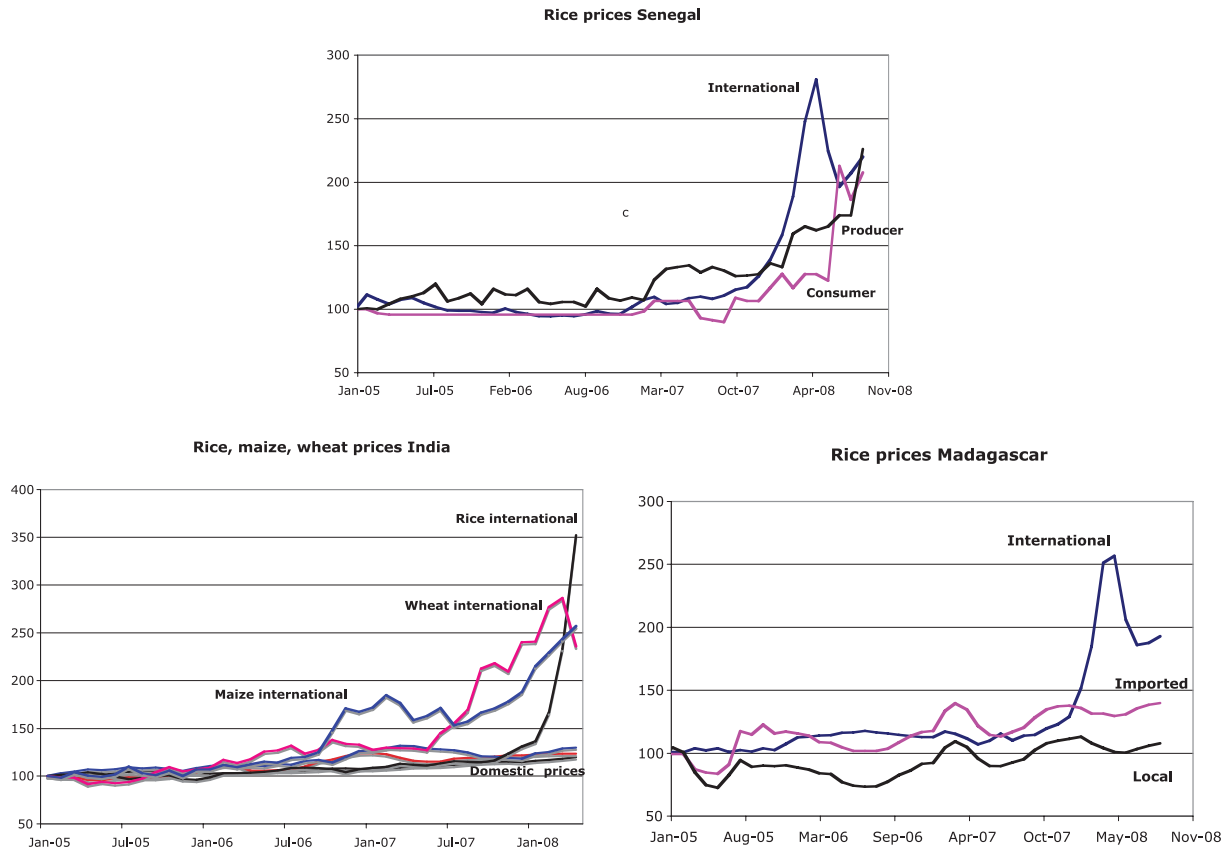 Rice prices Senegal
300
250
200
150
100
50
International
c
Producer
Consumer
Jan-05 Jul-05 Feb-06 Aug-06 Mar-07 Oct-07 Apr-08 Nov-08
Rice, maize, wheat prices India
400
350
300
250
200
150
100
50
Rice international
Wheat international
Maize international
Domestic prices
Jan-05 Jul-05 Jan-06 Jul-06 Jan-07 Jul-07 Jan-08
Rice prices Madagascar
300
250
200
150
100
50
International
Imported
Local
Jan-05 Aug-05 Mar-06 Sep-06 Apr-07 Oct-07 May-08 Nov-08